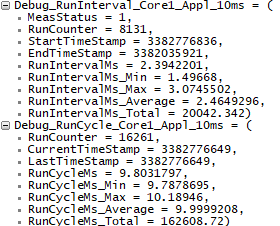 Debug_RunInterval_Core1_Appl_10ms = (
MeasStatus = 1,
RunCounter = 8131,
StartTimeStamp = 3382776836,
EndTimeStamp = 3382035921,
RunIntervalMs = 2.3942201,
RunIntervalMs_Min = 1.49668,
RunIntervalMs_Max = 3.0745502,
RunIntervalMs_Average = 2.4649296,
RunIntervalMs_Total = 20042.342)
Debug_RunCycle_Core1_Appl_10ms = (
RunCounter = 16261,
CurrentTimeStamp = 3382776649,
LastTimeStamp = 3382776649,
RunCycleMs = 9.8031797,
RunCycleMs_Min = 9.7878695,
RunCycleMs_Max = 10.18946,
RunCycleMs_Average = 9.9999208,
RunCycleMs_Total = 162608.72)